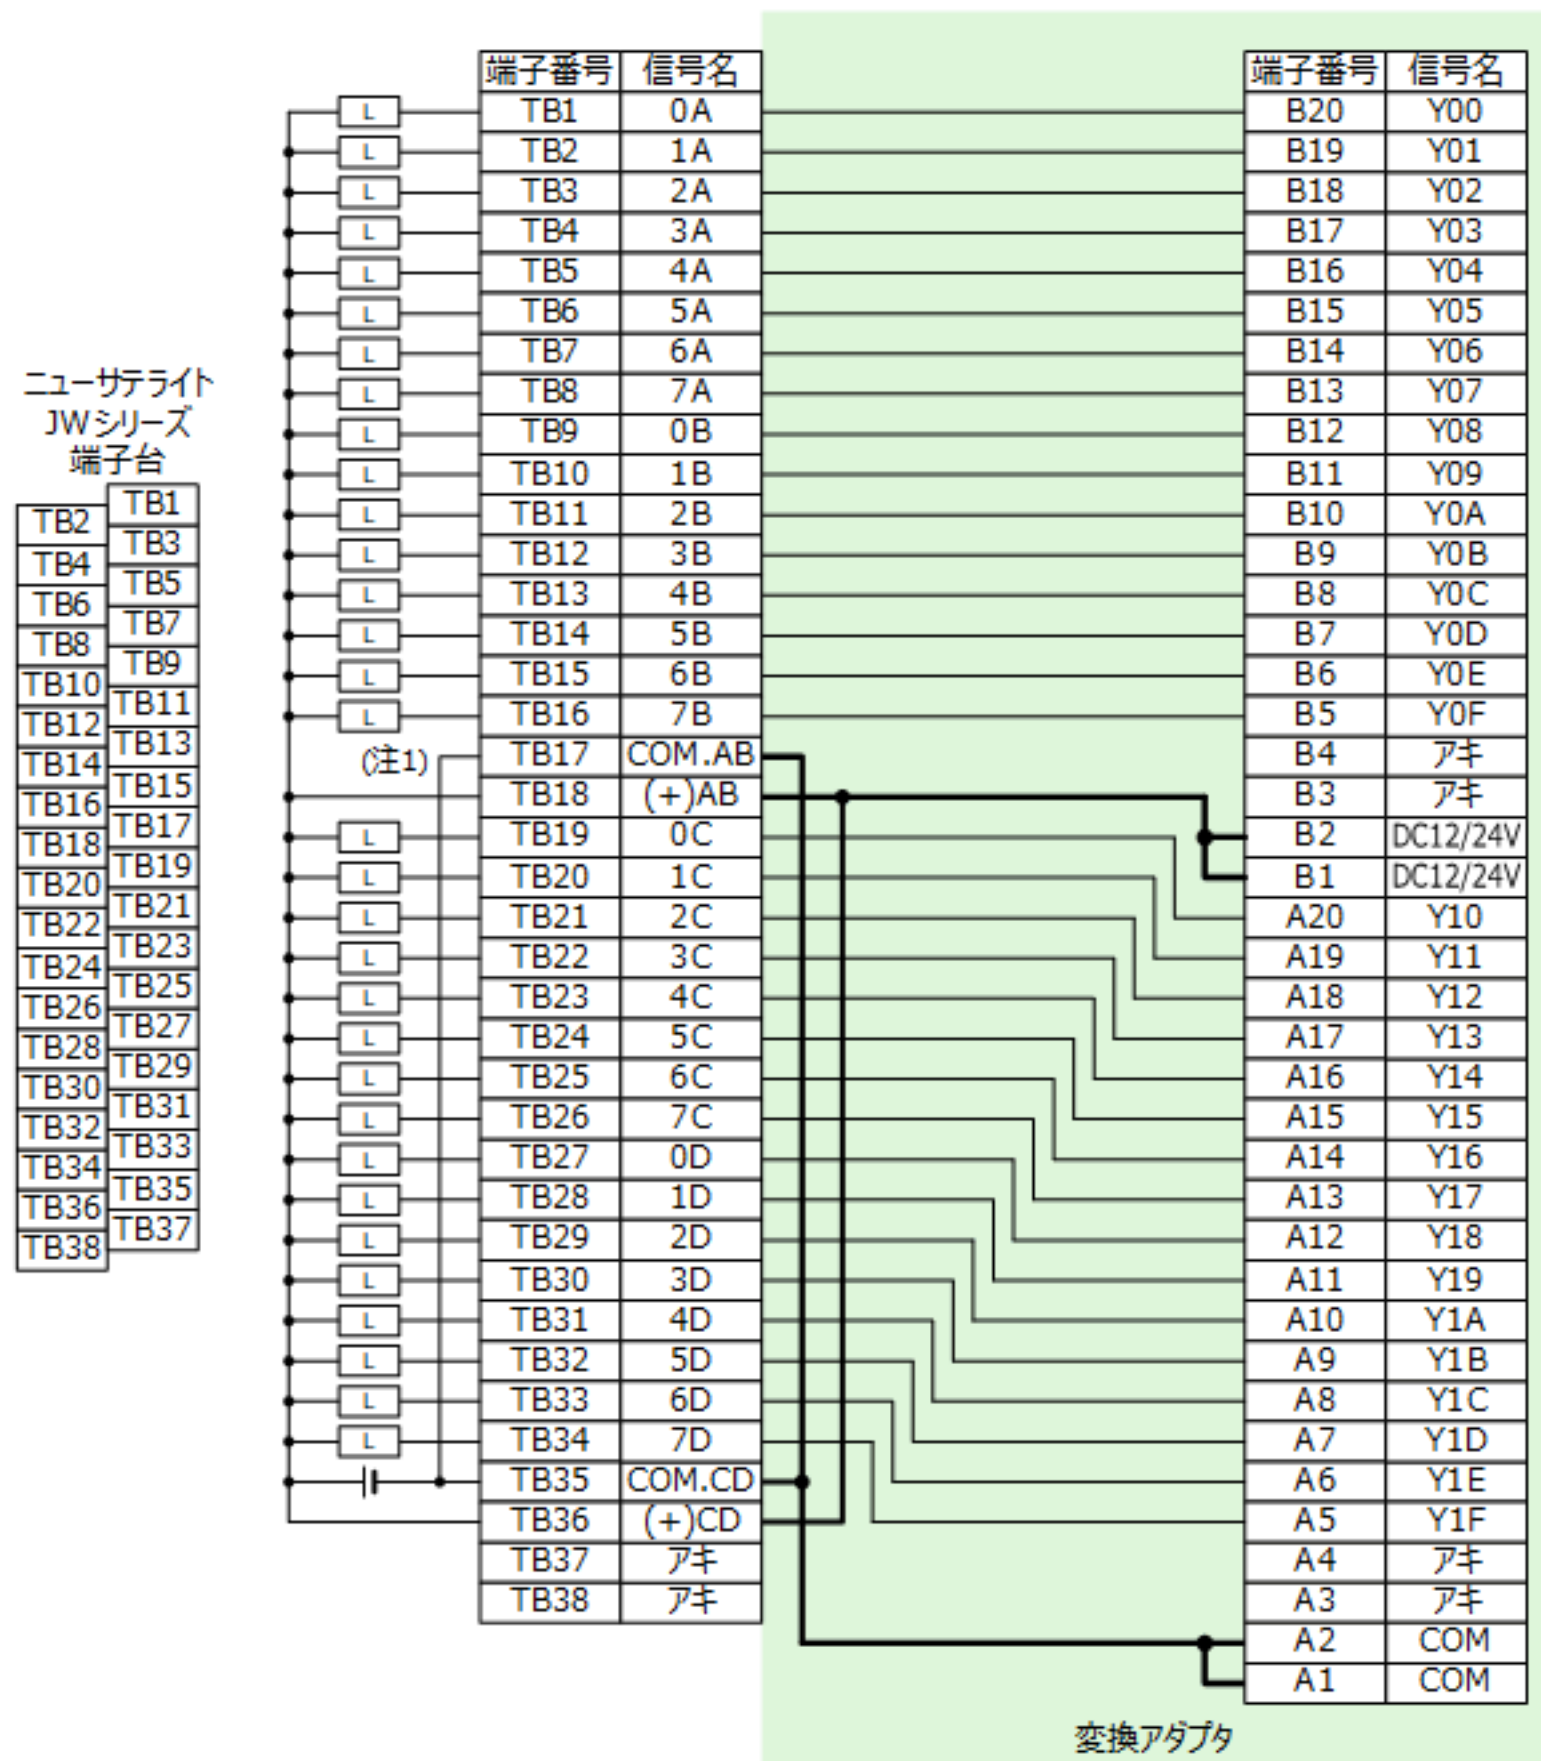 ニューサテライト
JWシリーズ
端子台
TB1
TB2
TB3
TB4
TB5
TB6
TB7
TB8
TB9
TB10
TB11
TB12
TB13
TB14
TB15
TB16
TB17
TB18
TB19
TB20
TB21
TB22
TB23
TB24
TB25
TB26
TB27
TB28
TB29
TB30
TB31
TB32
TB33
TB34
TB35
TB36
TB37
TB38
端子番号 信号名 端子番号 信号名
L TB1 0A B20 Y00
L TB2 1A B19 Y01
L TB3 2A B18 Y02
L TB4 3A B17 Y03
L TB5 4A B16 Y04
L TB6 5A B15 Y05
L TB7 6A B14 Y06
L TB8 7A B13 Y07
L TB9 0B B12 Y08
L TB10 1B B11 Y09
L TB11 2B B10 Y0A
L TB12 3B B9 Y0B
L TB13 4B B8 Y0C
L TB14 5B B7 Y0D
L TB15 6B B6 Y0E
L TB16 7B B5 Y0F
(注1) TB17 COM.AB B4 アキ
TB18 (+)AB B3 アキ
L TB19 0C B2 DC12/24V
L TB20 1C B1 DC12/24V
L TB21 2C A20 Y10
L TB22 3C A19 Y11
L TB23 4C A18 Y12
L TB24 5C A17 Y13
L TB25 6C A16 Y14
L TB26 7C A15 Y15
L TB27 0D A14 Y16
L TB28 1D A13 Y17
L TB29 2D A12 Y18
L TB30 3D A11 Y19
L TB31 4D A10 Y1A
L TB32 5D A9 Y1B
L TB33 6D A8 Y1C
L TB34 7D A7 Y1D
TB35 COM.CD A6 Y1E
TB36 (+)CD A5 Y1F
TB37 アキ A4 アキ
TB38 アキ A3 アキ
A2 COM
A1 COM
変換アダプタ